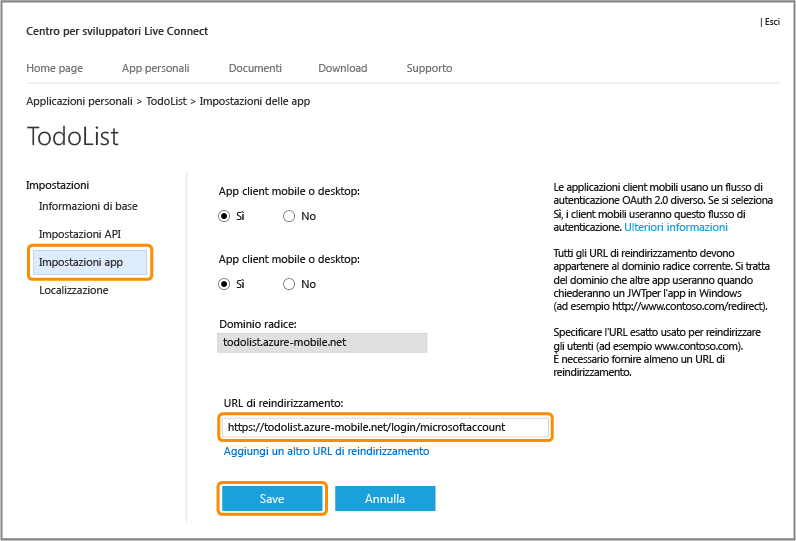 | Esci
Centro per sviluppatori Live Connect
Home page App personali Documenti Download Supporto
Applicazioni personali > TodoList > Impostazioni delle app
TodoList
Impostazioni
Informazioni di base
Impostazioni API
Impostazioni app
Localizzazione
App client mobile o desktop:
Sì No
App client mobile o desktop:
Sì No
Dominio radice:
todolist.azure-mobile.net
URL di reindirizzamento:
https://todolist.azure-mobile.net/login/microsoftaccount
Aggiungi un altro URL di reindirizzamento
Save Annulla
Le applicazioni client mobili usano un flusso di
autenticazione OAuth 2.0 diverso. Se si seleziona
Sì, i client mobili useranno questo flusso di
autenticazione. Ulteriori informazioni
Tutti gli URL di reindirizzamento devono
appartenere al dominio radice corrente. Si tratta
del dominio che altre app useranno quando
chiederanno un JWTper l'app in Windows
(ad esempio http://www.contoso.com/redirect).
Specificare l'URL esatto usato per reindirizzare
gli utenti (ad esempio www.contoso.com).
È necessario fornire almeno un URL di
reindirizzamento.